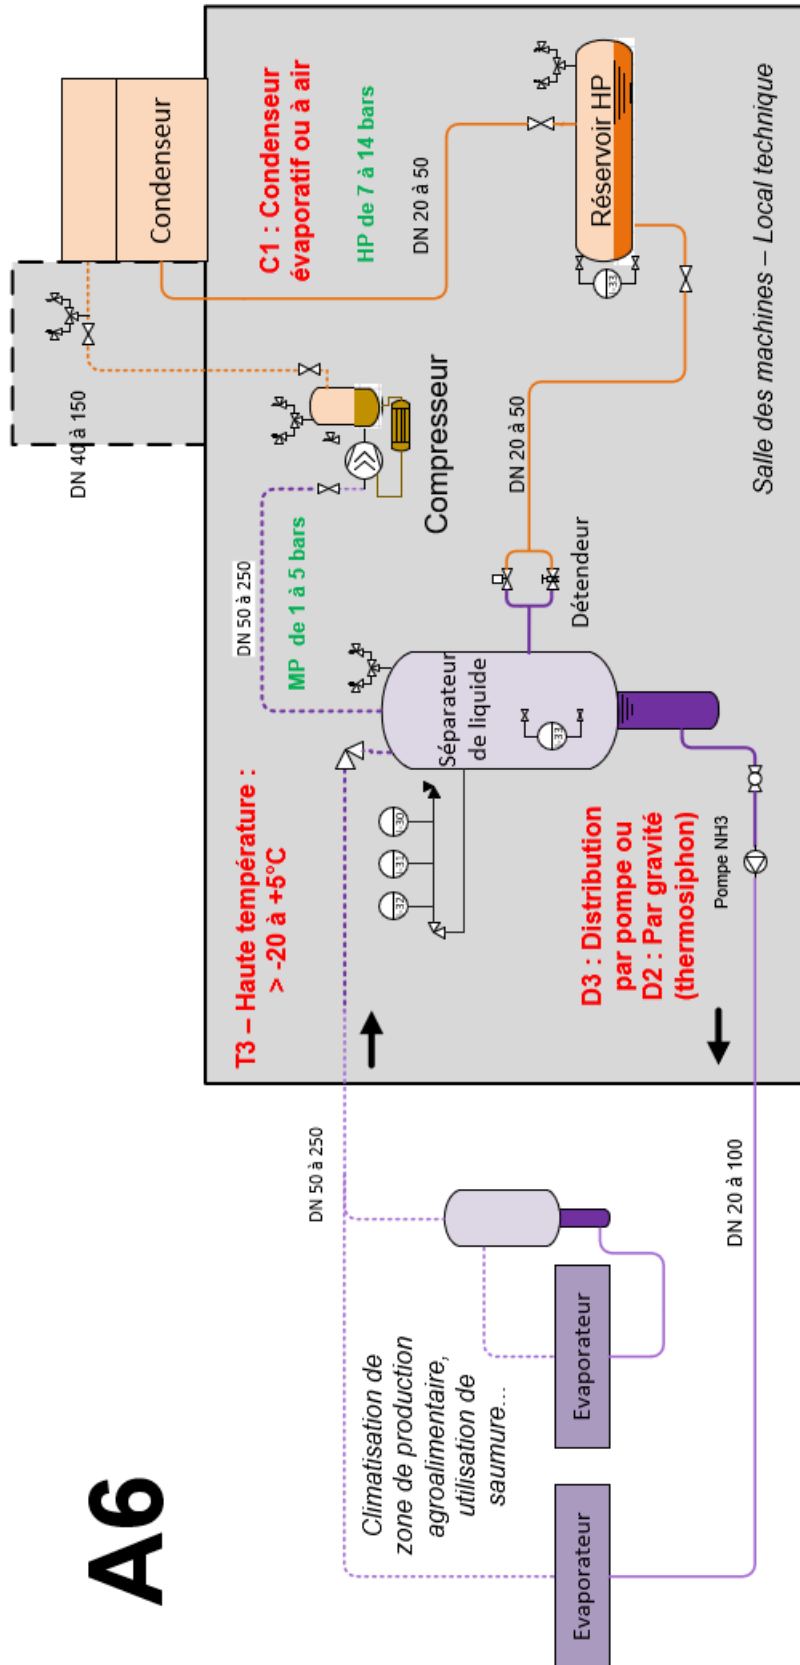 A6
DN 50 à 250
DN 20 à 100
Climatisation de
zone de production
agroalimentaire,
utilisation de
saumure...
Evaporateur
Evaporateur
T3 – Haute température :
> -20 à +5°C
DN 50 à 250
MP de 1 à 5 bars
DN 40 à 150
Condenseur
C1 : Condenseur
évaporatif ou à air
HP de 7 à 14 bars
DN 20 à 50
Compresseur
Séparateur
de liquide
Détendeur
DN 20 à 50
Réservoir HP
D3 : Distribution
par pompe ou
D2 : Par gravité
(thermosiphon)
Pompe NH3
Salle des machines – Local technique